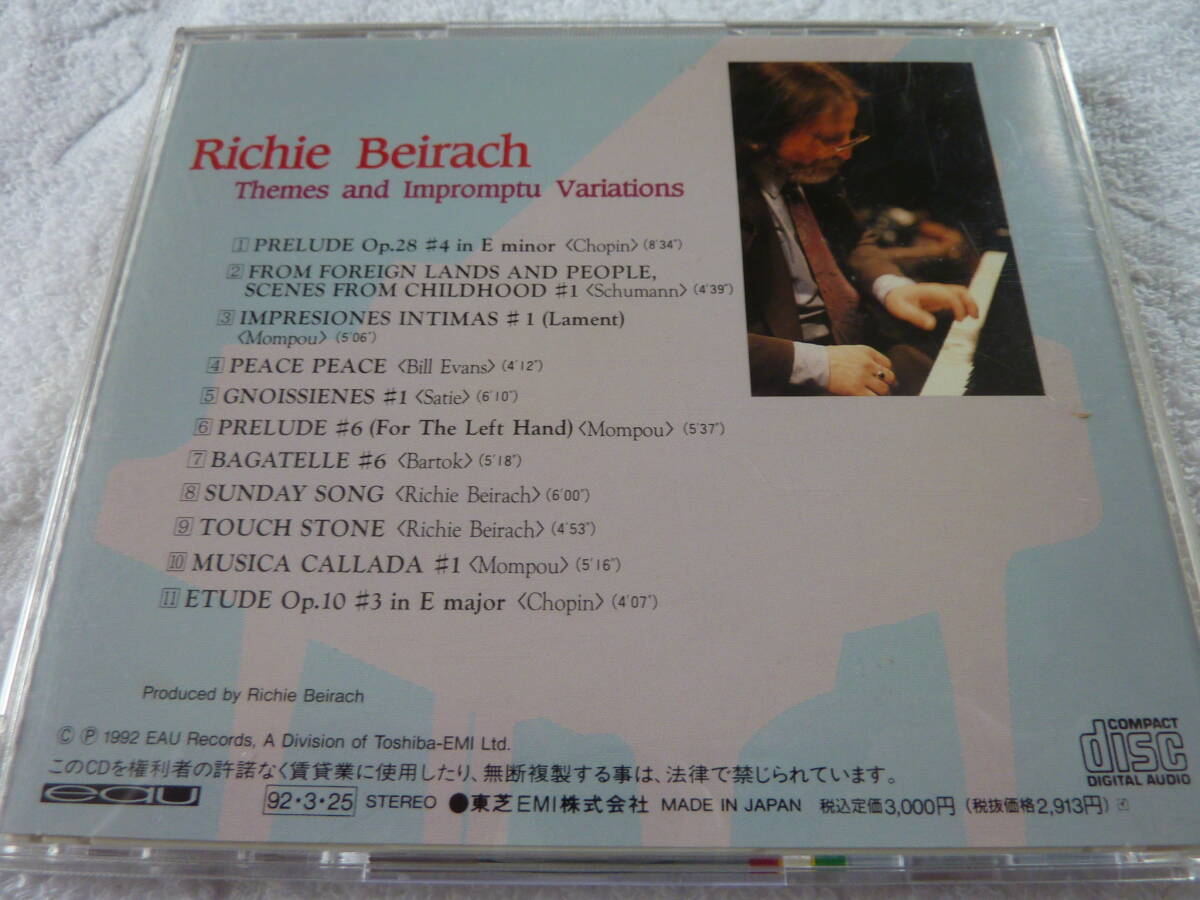 Richie Beirach
Themes and Impromptu Variations
1 PRELUDE Op.28 ♯4 in E minor 〈Chopin〉 (8'34")
2 FROM FOREIGN LANDS AND PEOPLE,
SCENES FROM CHILDHOOD ♯1 〈Schumann〉 (4'39")
3 IMPRESIONES INTIMAS ♯1 (Lament)
〈Mompou〉 (5'06")
4 PEACE PEACE 〈Bill Evans〉 (4'12")
5 GNOISSIENES ♯1 〈Satie〉 (6'10")
6 PRELUDE ♯6 (For The Left Hand) 〈Mompou〉 (5'37")
7 BAGATELLE ♯6 〈Bartok〉 (5'18")
8 SUNDAY SONG 〈Richie Beirach〉 (6'00")
9 TOUCH STONE 〈Richie Beirach〉 (4'53")
10 MUSICA CALLADA ♯1 〈Mompou〉 (5'16")
11 ETUDE Op.10 ♯3 in E major 〈Chopin〉 (4'07")
Produced by Richie Beirach
© ℗ 1992 EAU Records, A Division of Toshiba-EMI Ltd.
このCDを権利者の許諾なく賃貸業に使用したり、無断複製する事は、法律で禁じられています。
eau 92・3・25 STEREO ●東芝EMI株式会社 MADE IN JAPAN 税込定価3,000円 (税抜価格2,913円)
COMPACT
disc
DIGITAL AUDIO